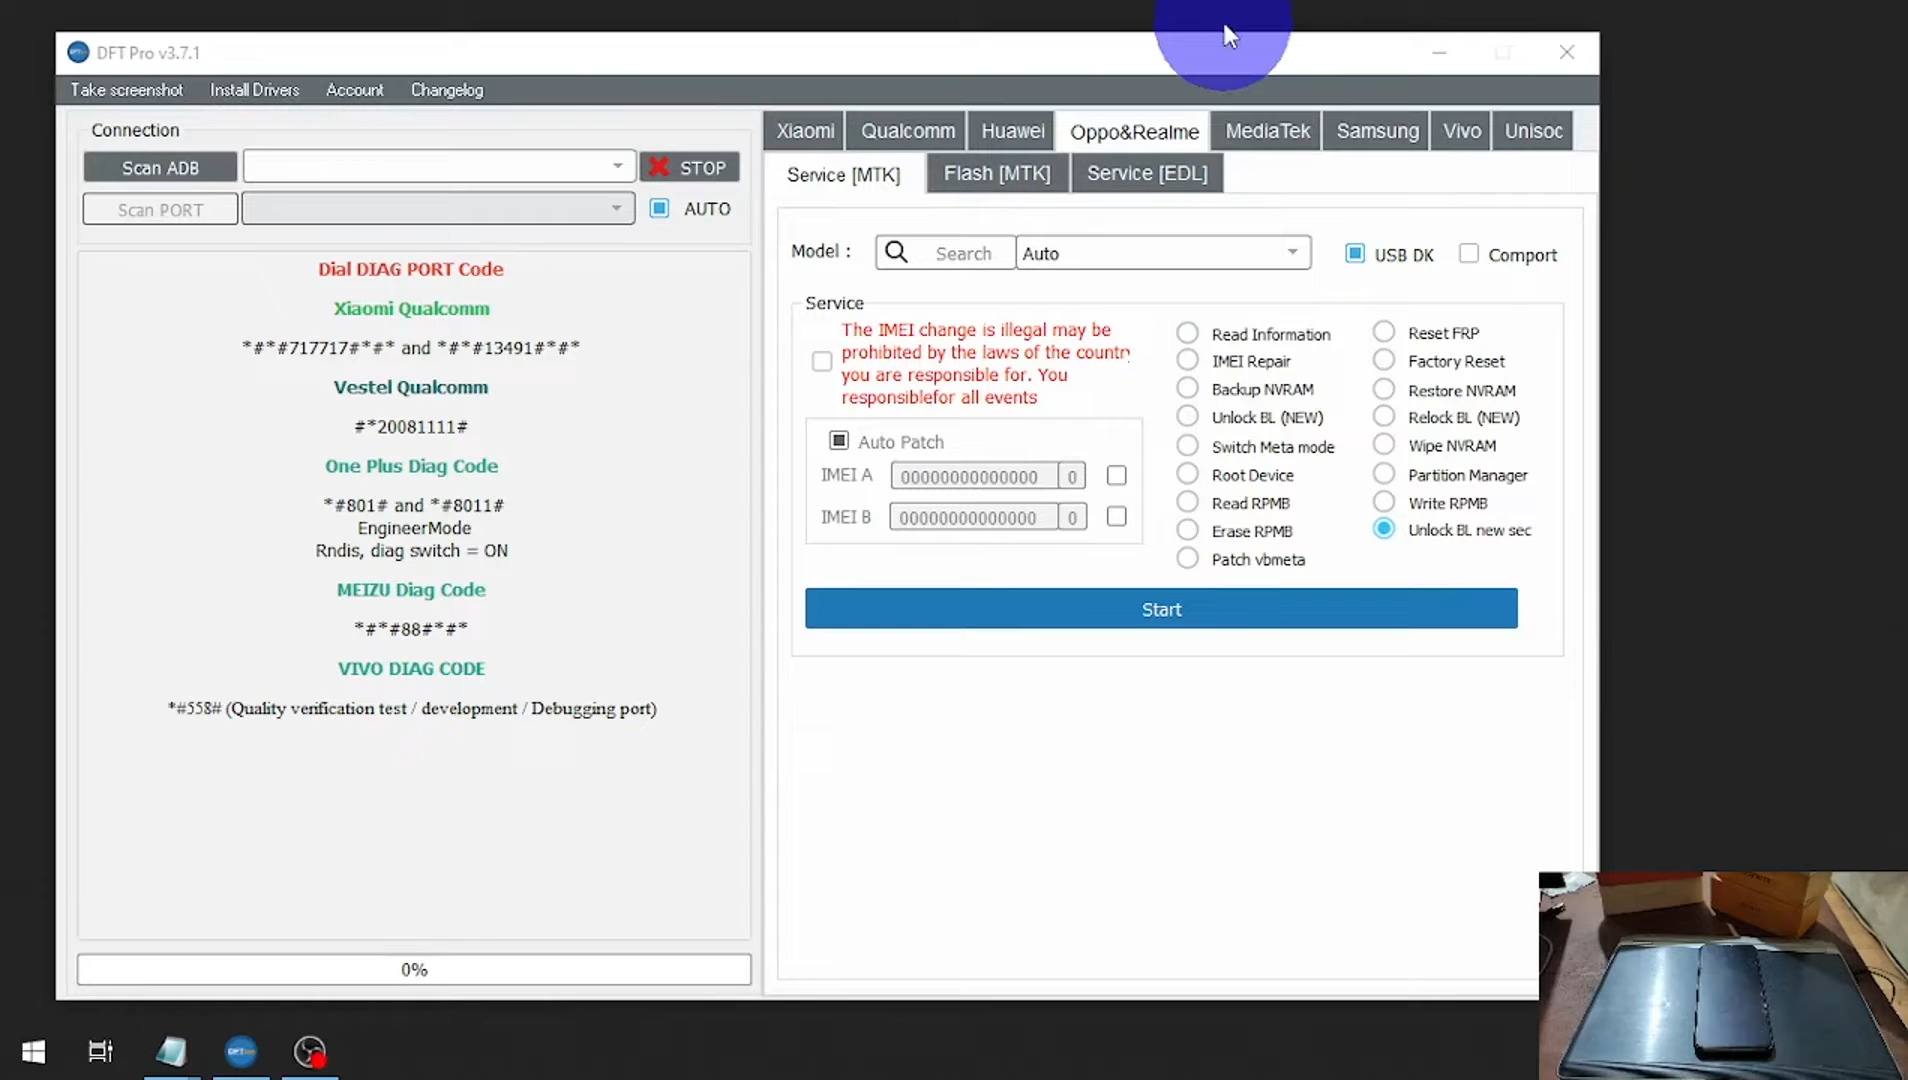 DFT Pro v3.7.1
Take screenshot Install Drivers Account Changelog
Connection
Scan ADB STOP
Scan PORT AUTO
Dial DIAG PORT Code
Xiaomi Qualcomm
*#*#717717#*#* and *#*#13491#*#*
Vestel Qualcomm
#*20081111#
One Plus Diag Code
*#801# and *#8011#
EngineerMode
Rndis, diag switch = ON
MEIZU Diag Code
*#*#88#*#*
VIVO DIAG CODE
*#558# (Quality verification test / development / Debugging port)
0%
Xiaomi Qualcomm Huawei Oppo&Realme MediaTek Samsung Vivo Unisoc
Service [MTK] Flash [MTK] Service [EDL]
Model : Search Auto USB DK Comport
Service
The IMEI change is illegal may be
prohibited by the laws of the country
you are responsible for. You
responsiblefor all events
Auto Patch
IMEI A 00000000000000 0
IMEI B 00000000000000 0
Read Information Reset FRP
IMEI Repair Factory Reset
Backup NVRAM Restore NVRAM
Unlock BL (NEW) Relock BL (NEW)
Switch Meta mode Wipe NVRAM
Root Device Partition Manager
Read RPMB Write RPMB
Erase RPMB Unlock BL new sec
Patch vbmeta
Start